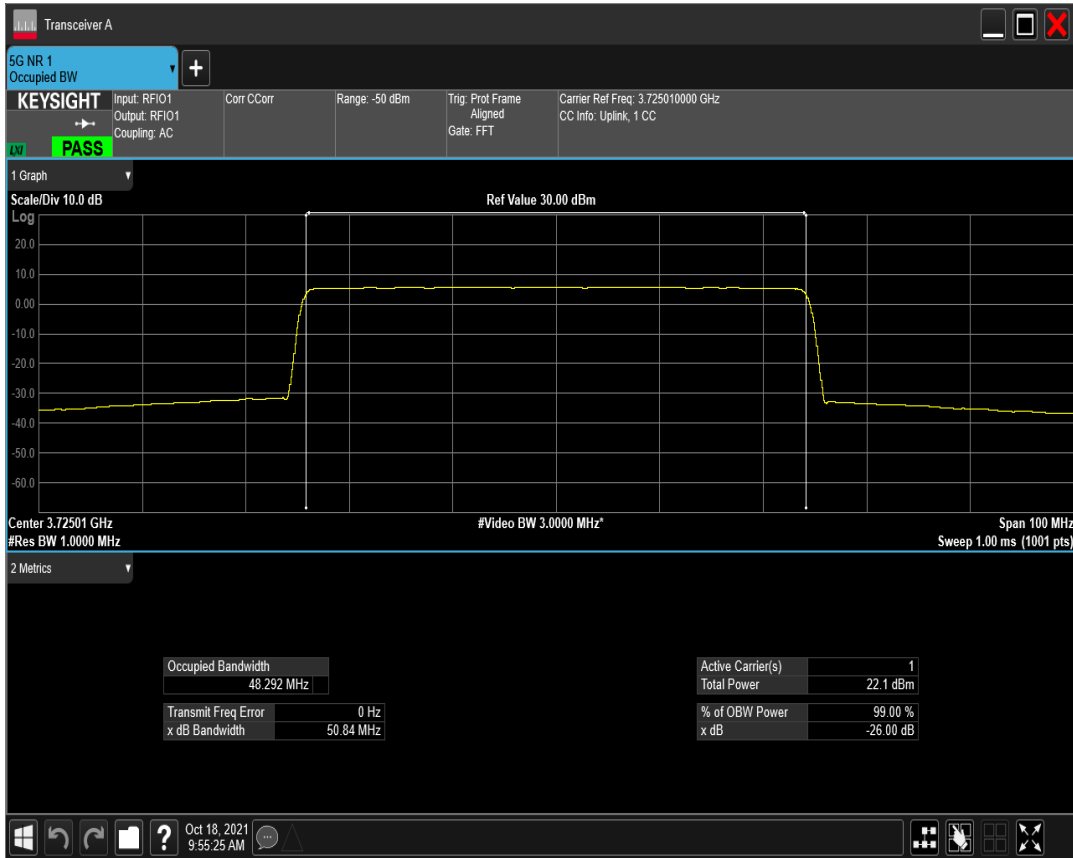 Transceiver A
5G NR 1
Occupied BW
KEYSIGHT
LXI PASS
Input: RFIO1
Output: RFIO1
Coupling: AC
Corr CCorr
Range: -50 dBm
Trig: Prot Frame
Aligned
Gate: FFT
Carrier Ref Freq: 3.725010000 GHz
CC Info: Uplink, 1 CC
1 Graph
Scale/Div 10.0 dB
Ref Value 30.00 dBm
Log
20.0
10.0
0.00
-10.0
-20.0
-30.0
-40.0
-50.0
-60.0
Center 3.72501 GHz
#Video BW 3.0000 MHz*
Span 100 MHz
#Res BW 1.0000 MHz
Sweep 1.00 ms (1001 pts)
2 Metrics
Occupied Bandwidth
48.292 MHz
Transmit Freq Error 0 Hz
x dB Bandwidth 50.84 MHz
Active Carrier(s) 1
Total Power 22.1 dBm
% of OBW Power 99.00 %
x dB -26.00 dB
Oct 18, 2021
9:55:25 AM